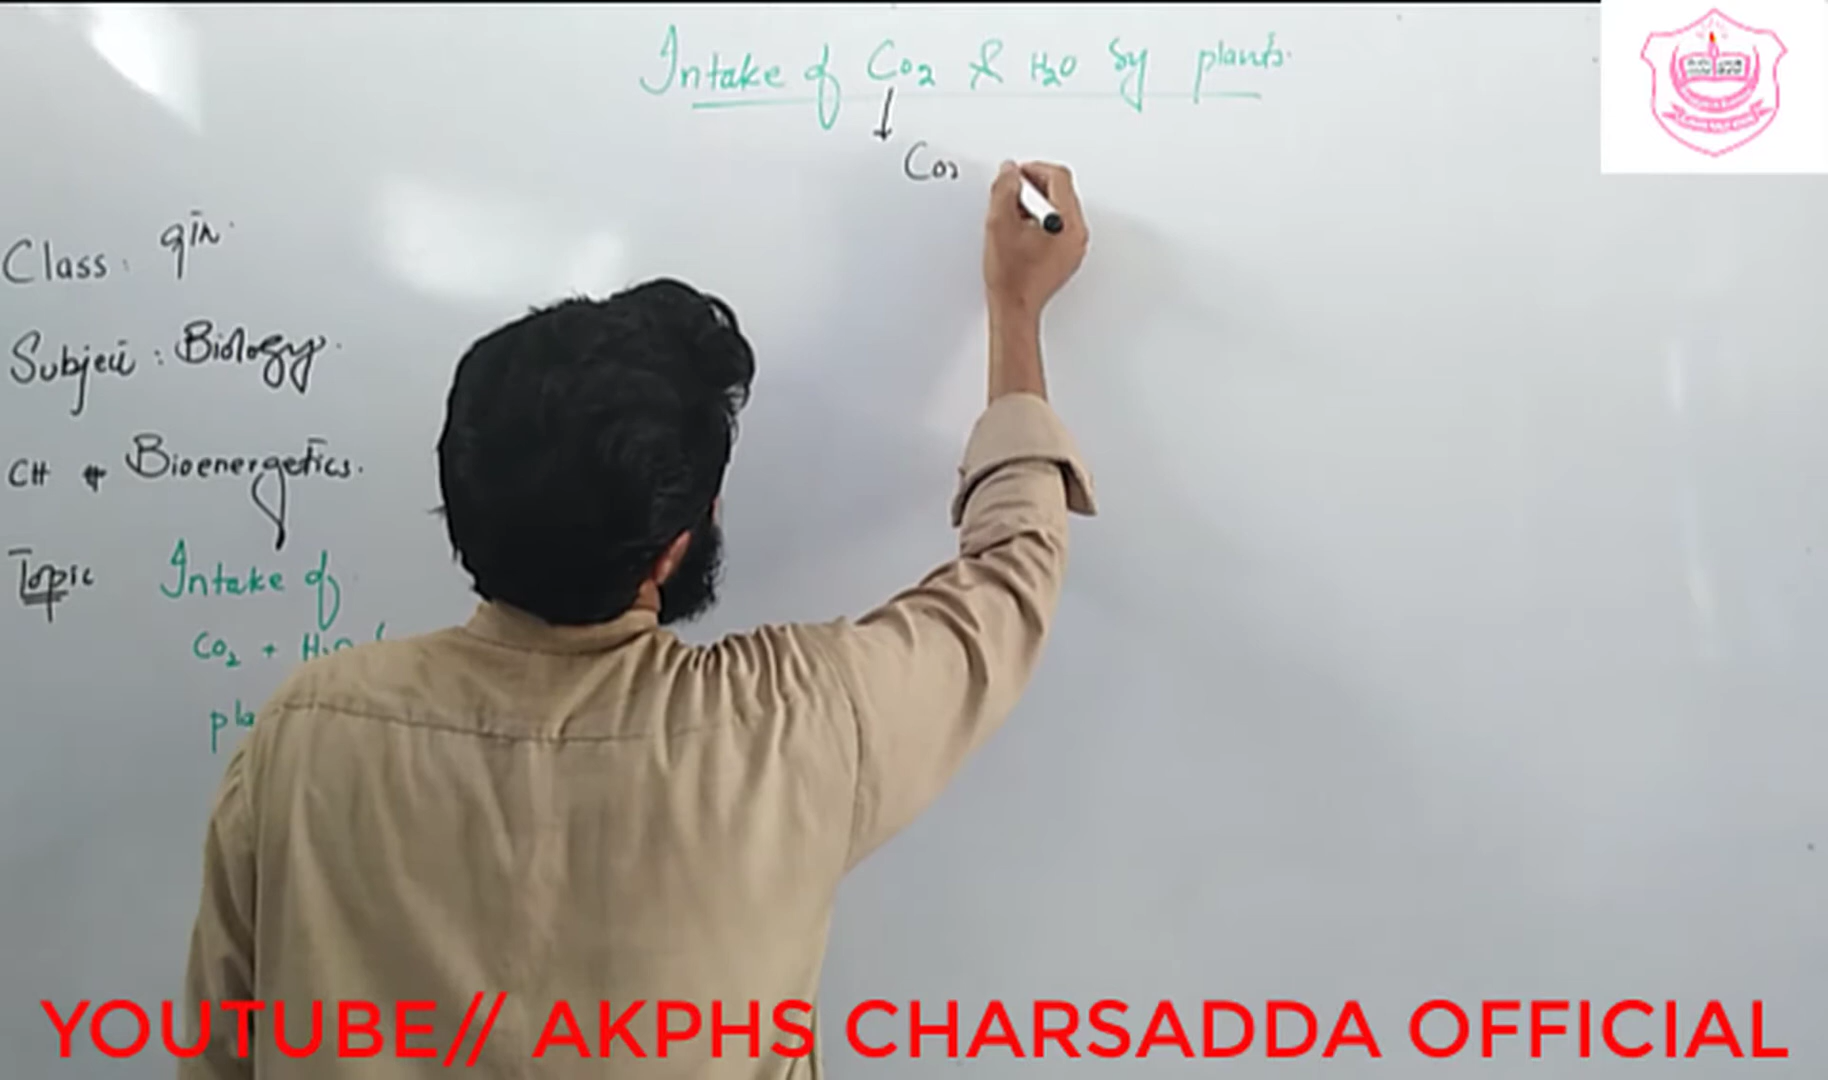 Intake of Co2 & H2O by plants.
Co2
Class: 9th.
Subject: Biology.
CH Bioenergetics.
Topic Intake of
Co2 + H2O
pla
YOUTUBE// AKPHS CHARSADDA OFFICIAL